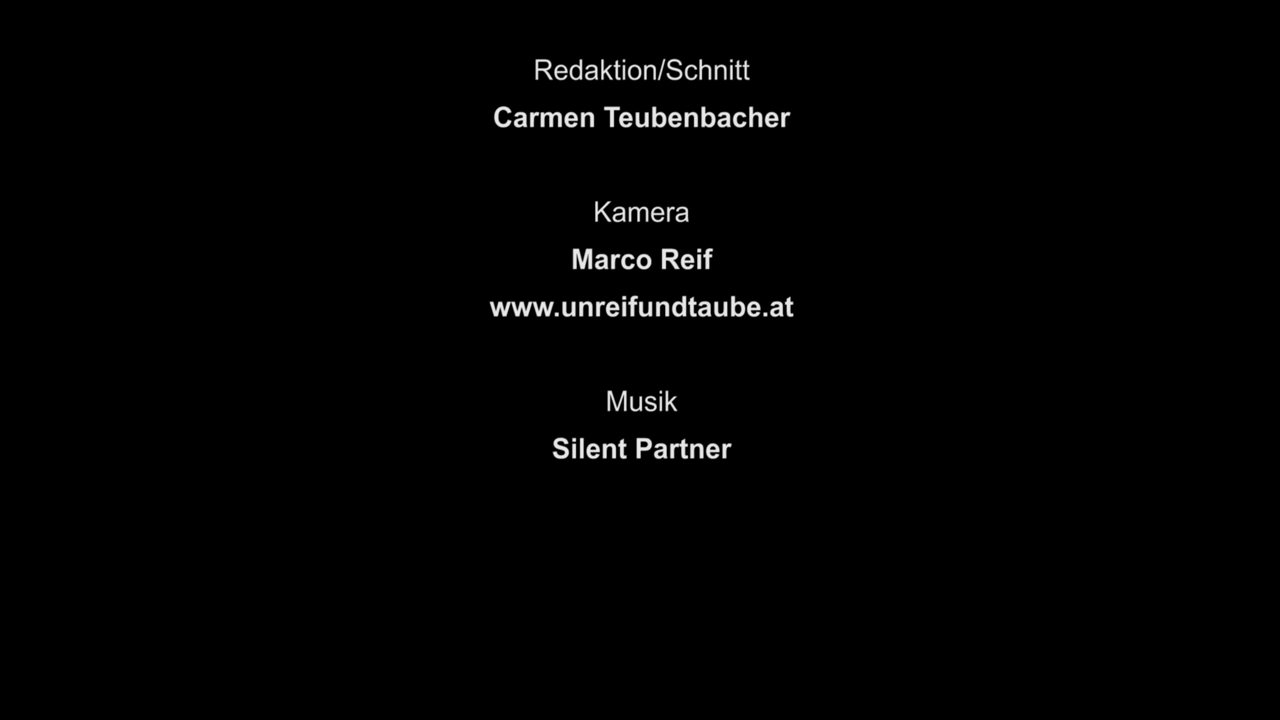 Redaktion/Schnitt
Carmen Teubenbacher
Kamera
Marco Reif
www.unreifundtaube.at
Musik
Silent Partner